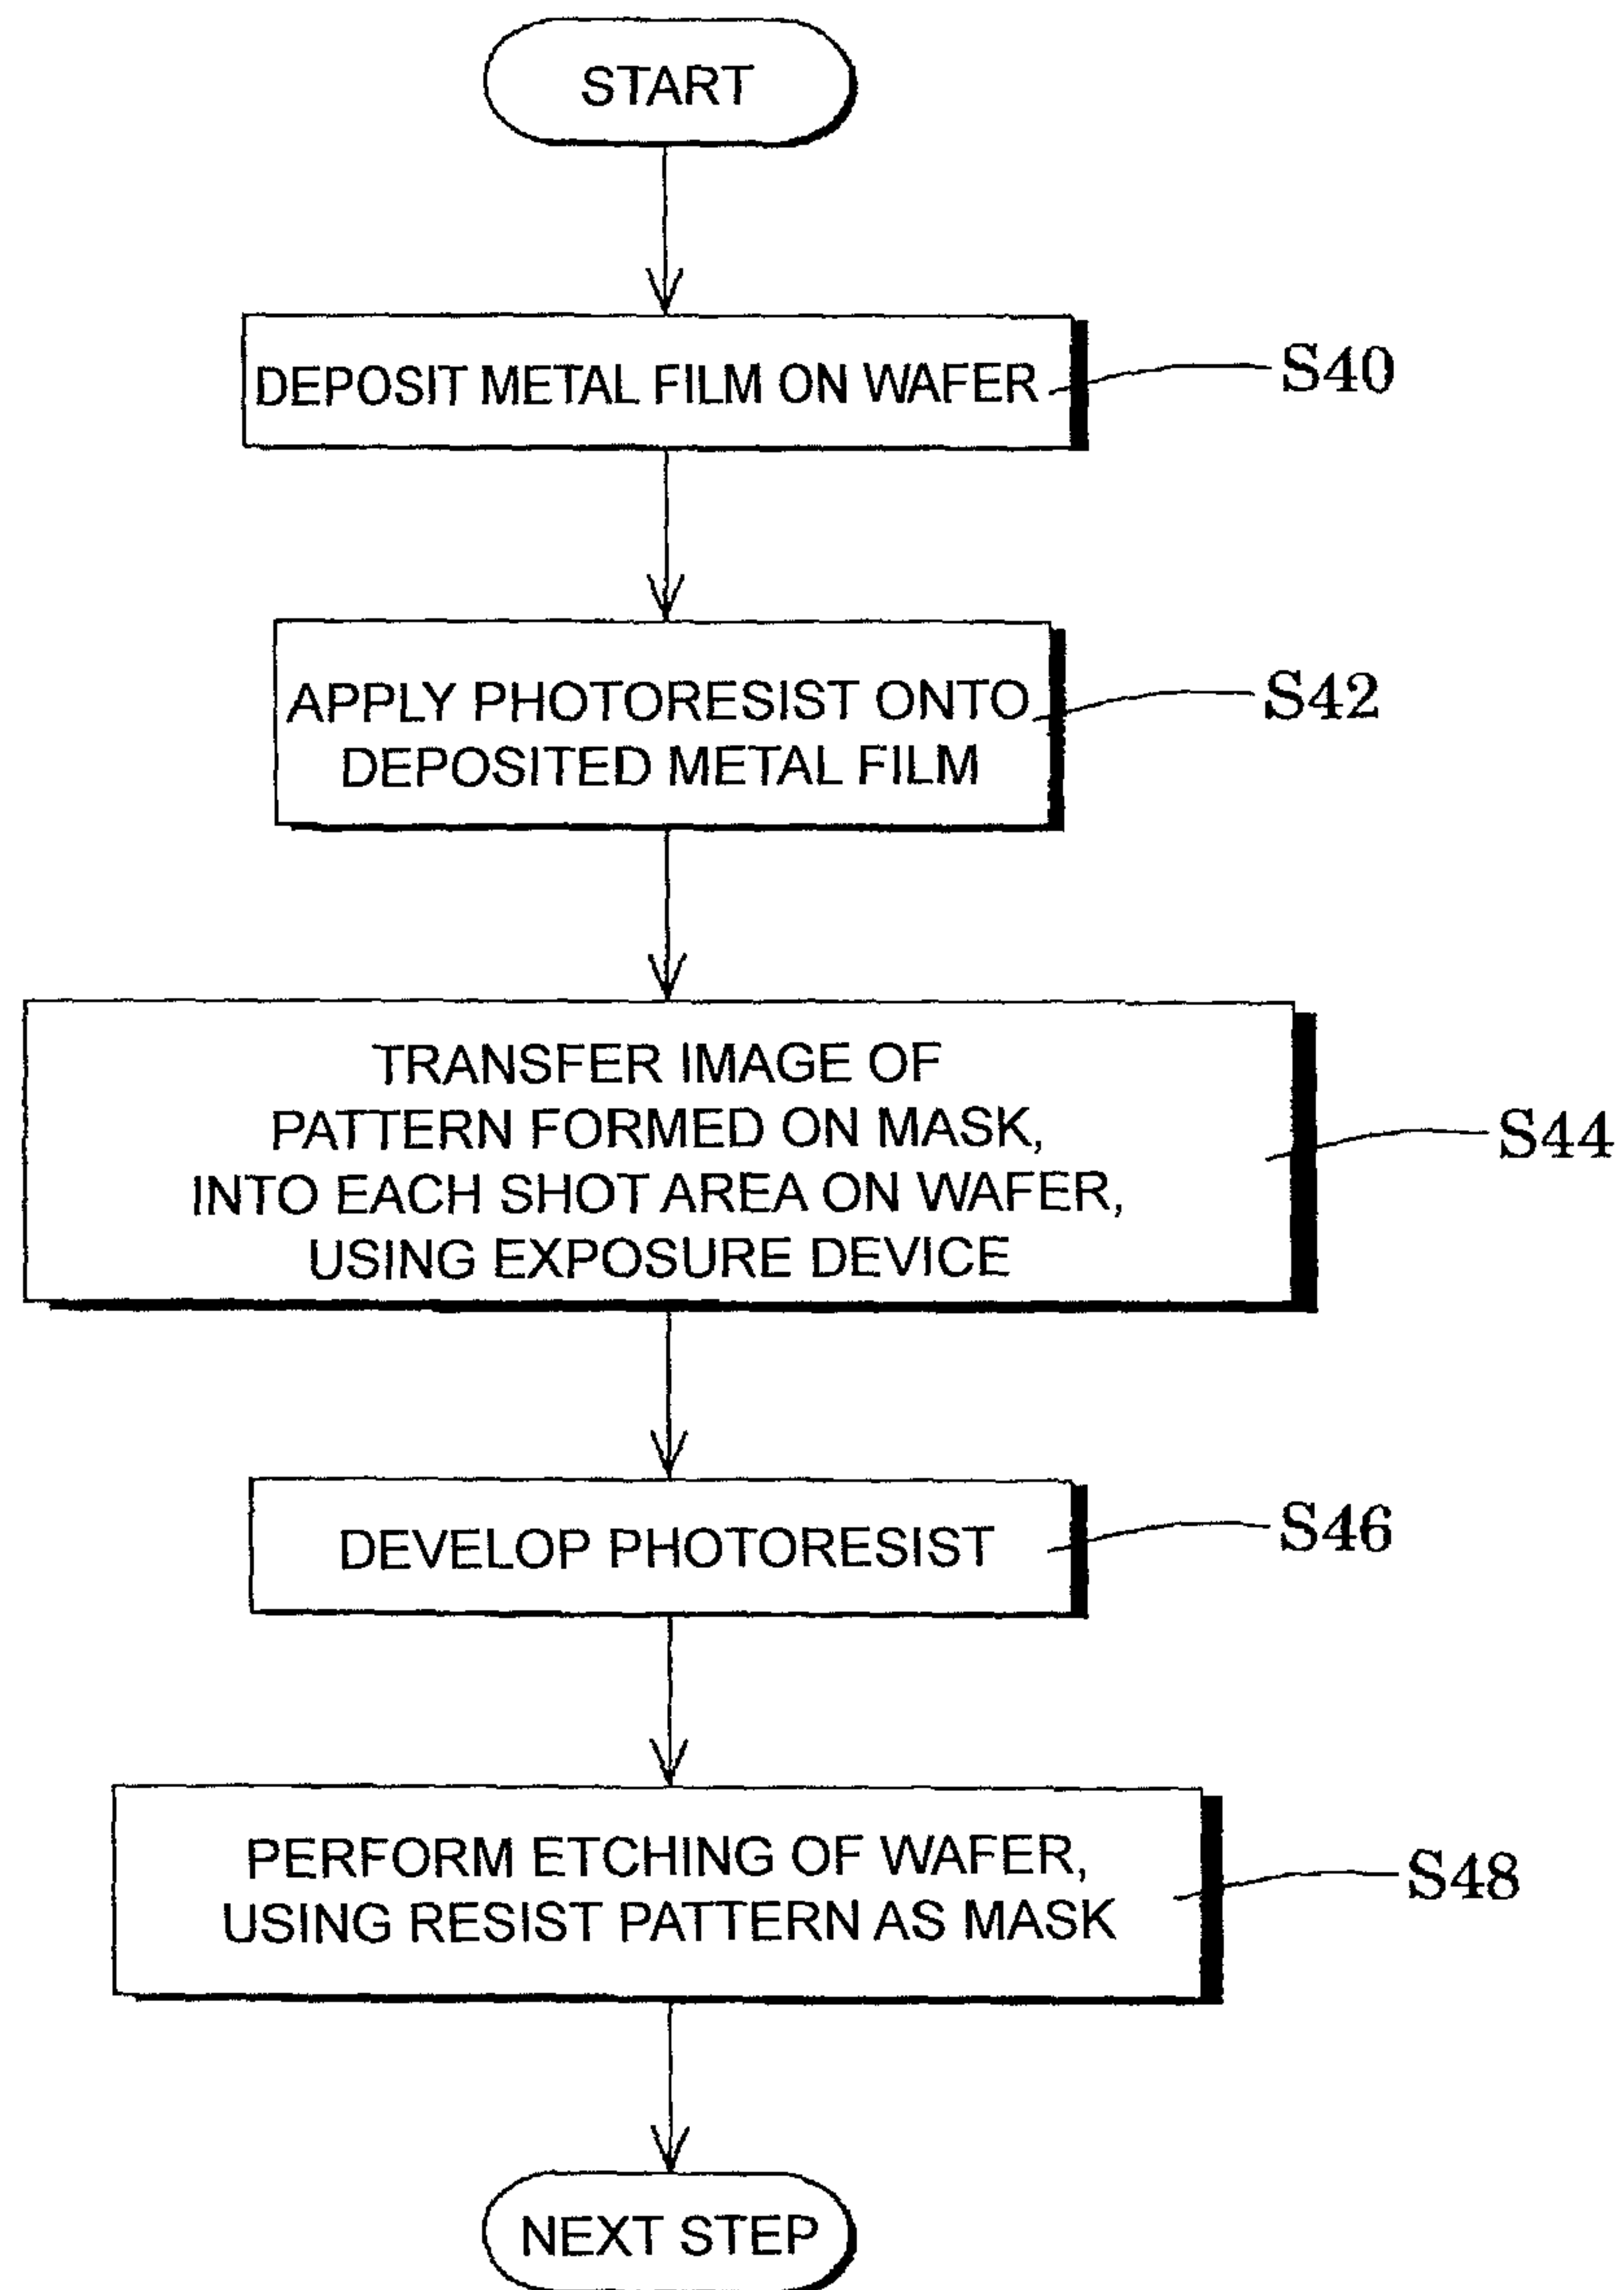 START
DEPOSIT METAL FILM ON WAFER
S40
APPLY PHOTORESIST ONTO
DEPOSITED METAL FILM
S42
TRANSFER IMAGE OF
PATTERN FORMED ON MASK,
INTO EACH SHOT AREA ON WAFER,
USING EXPOSURE DEVICE
S44
DEVELOP PHOTORESIST
S46
PERFORM ETCHING OF WAFER,
USING RESIST PATTERN AS MASK
S48
NEXT STEP